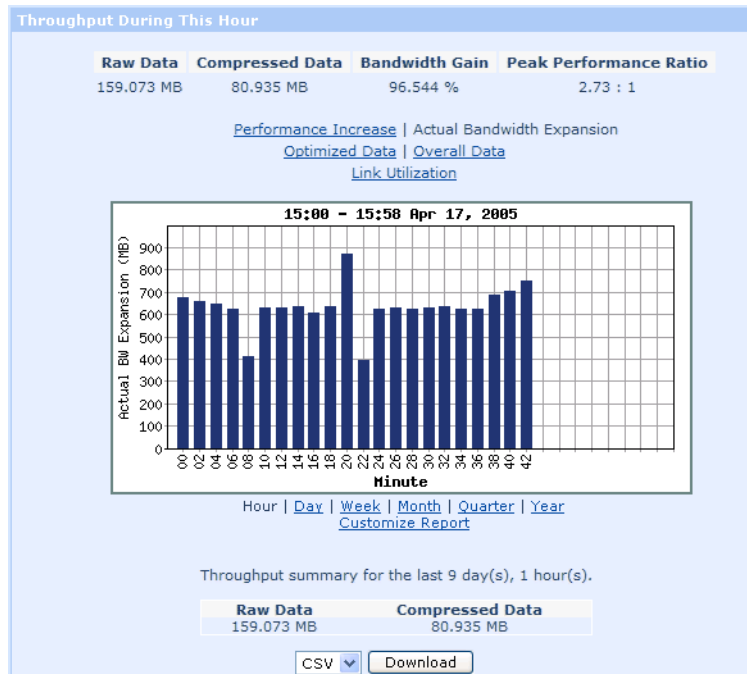 Throughput During This Hour
Raw Data Compressed Data Bandwidth Gain Peak Performance Ratio
159.073 MB 80.935 MB 96.544 % 2.73 : 1
Performance Increase | Actual Bandwidth Expansion
Optimized Data | Overall Data
Link Utilization
15:00 - 15:58 Apr 17, 2005
Actual BW Expansion (MB)
900
800
700
600
500
400
300
200
100
0
00 02 04 06 08 10 12 14 16 18 20 22 24 26 28 30 32 34 36 38 40 42
Minute
Hour | Day | Week | Month | Quarter | Year
Customize Report
Throughput summary for the last 9 day(s), 1 hour(s).
Raw Data Compressed Data
159.073 MB 80.935 MB
CSV Download